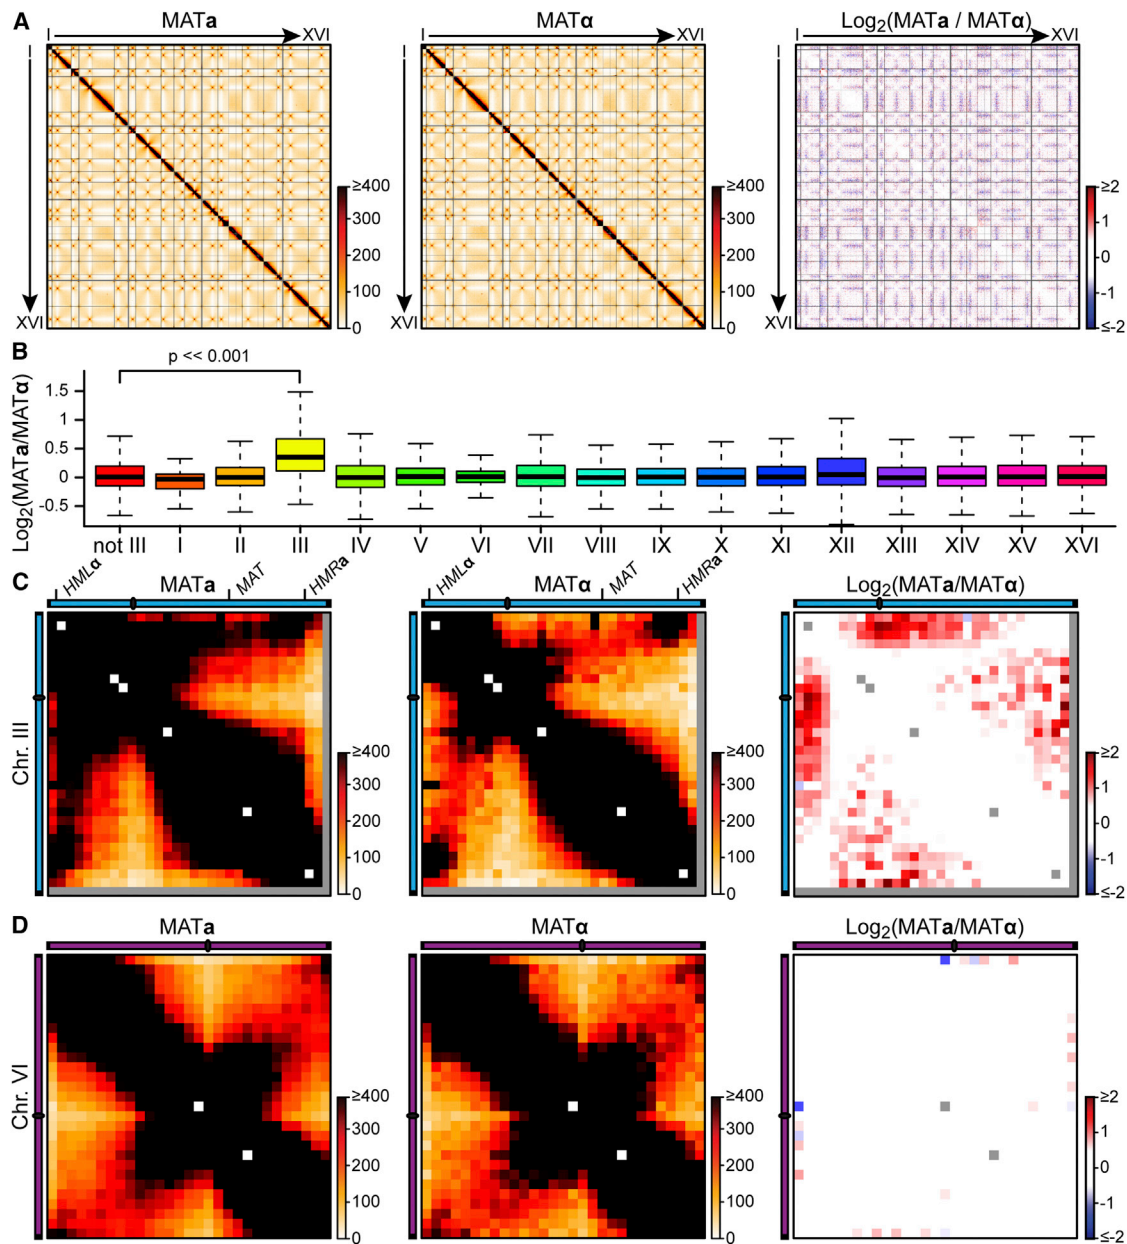 A
MATa
MATα
Log2(MATa / MATα)
I XVI
I XVI
I XVI
I
XVI
I
XVI
I
XVI
≥400
300
200
100
0
≥400
300
200
100
0
≥2
1
0
-1
≤-2
B
p << 0.001
Log2(MATa/MATα)
1.5
1
0.5
0
-0.5
not III I II III IV V VI VII VIII IX X XI XII XIII XIV XV XVI
C
HMLα
MATa
MAT
HMRa
HMLα
MATα
MAT
HMRa
Log2(MATa/MATα)
Chr. III
≥400
300
200
100
0
≥400
300
200
100
0
≥2
1
0
-1
≤-2
D
MATa
MATα
Log2(MATa/MATα)
Chr. VI
≥400
300
200
100
0
≥400
300
200
100
0
≥2
1
0
-1
≤-2